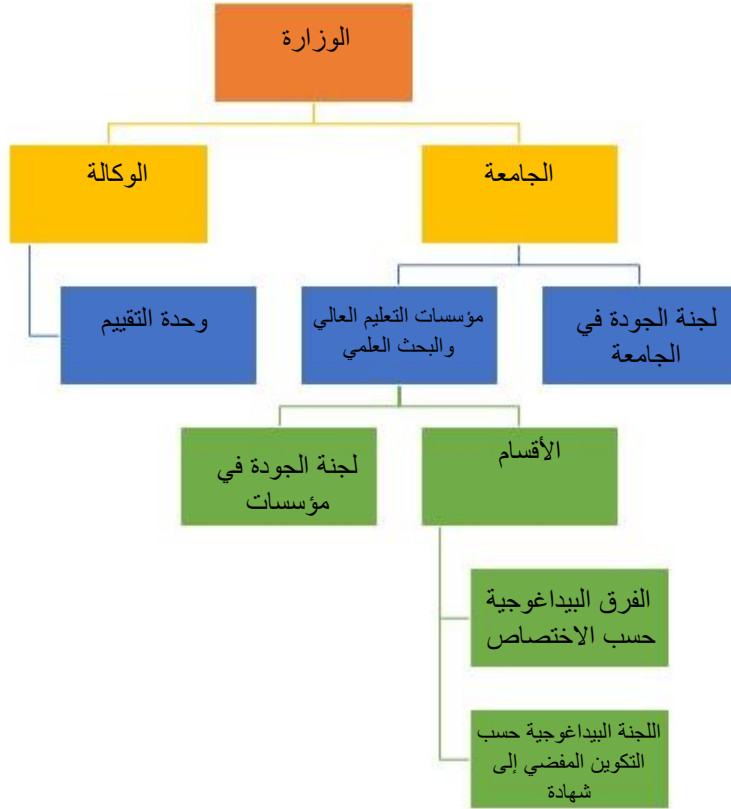 الوزارة
الجامعة
الوكالة
لجنة الجودة في
الجامعة
مؤسسات التعليم العالي
والبحث العلمي
وحدة التقييم
الأقسام
لجنة الجودة في
مؤسسات
الفرق البيداغوجية
حسب الاختصاص
اللجنة البيداغوجية حسب
التكوين المفضي إلى
شهادة